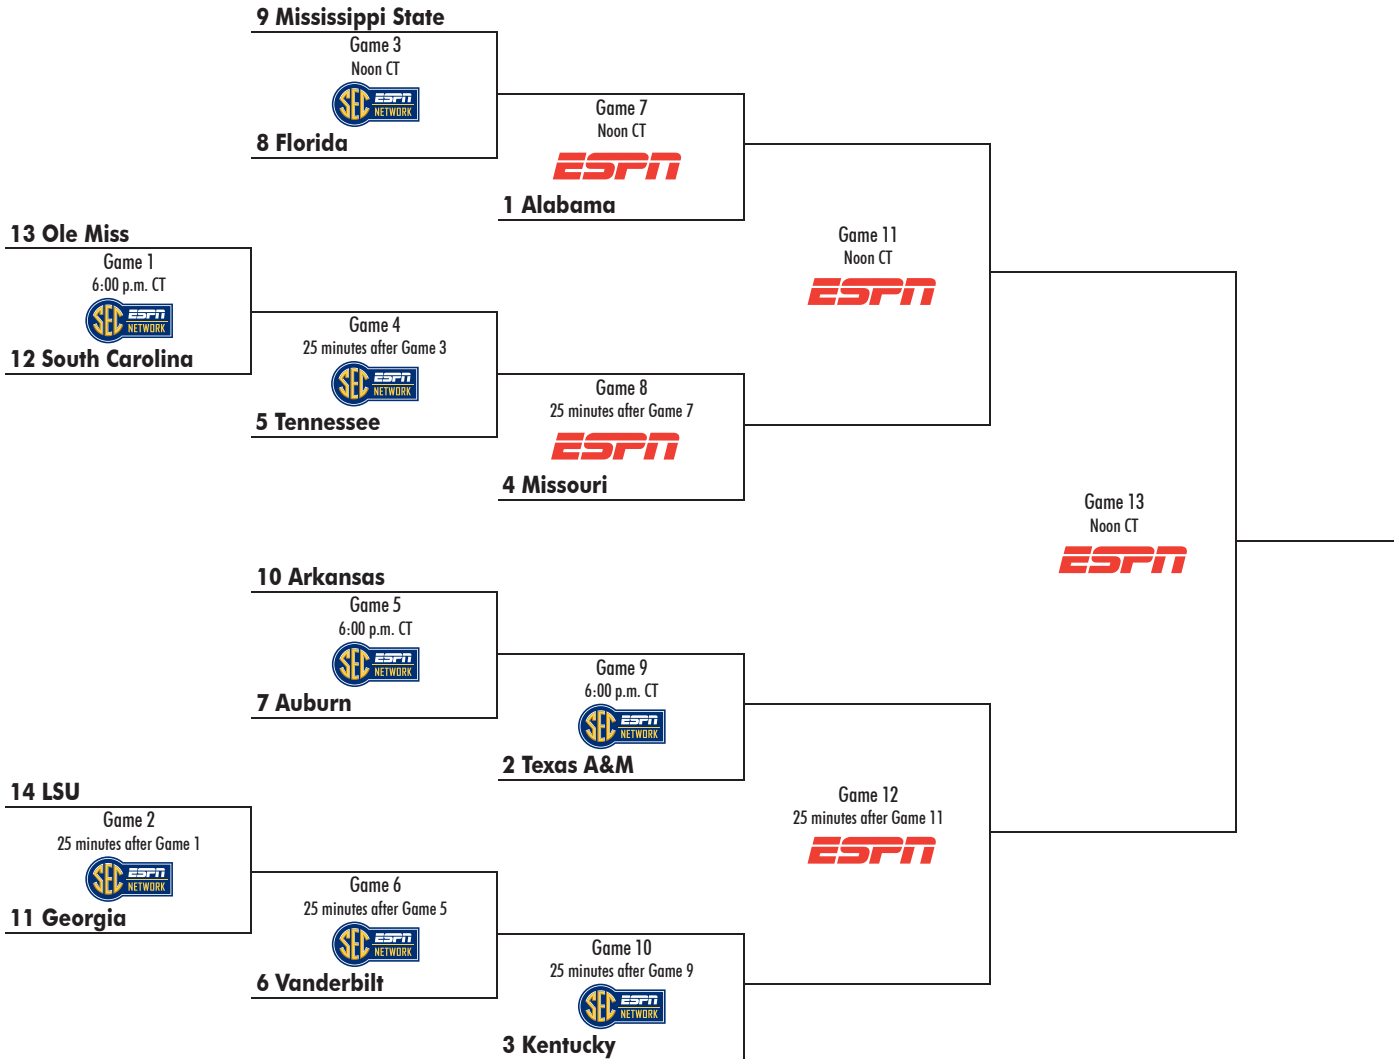 9 Mississippi State
Game 3
Noon CT
SEC ESPN NETWORK
8 Florida
Game 7
Noon CT
ESPN
1 Alabama
13 Ole Miss
Game 1
6:00 p.m. CT
SEC ESPN NETWORK
12 South Carolina
Game 4
25 minutes after Game 3
SEC ESPN NETWORK
5 Tennessee
Game 8
25 minutes after Game 7
ESPN
4 Missouri
Game 11
Noon CT
ESPN
Game 13
Noon CT
ESPN
10 Arkansas
Game 5
6:00 p.m. CT
SEC ESPN NETWORK
7 Auburn
Game 9
6:00 p.m. CT
SEC ESPN NETWORK
2 Texas A&M
14 LSU
Game 2
25 minutes after Game 1
SEC ESPN NETWORK
11 Georgia
Game 6
25 minutes after Game 5
SEC ESPN NETWORK
6 Vanderbilt
Game 10
25 minutes after Game 9
SEC ESPN NETWORK
3 Kentucky
Game 12
25 minutes after Game 11
ESPN